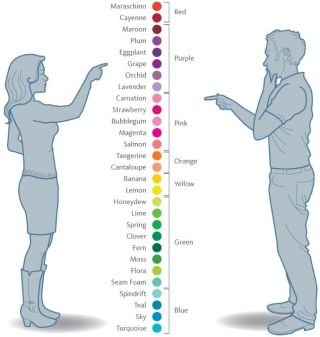 Maraschino
Cayenne
Red
Maroon
Plum
Eggplant
Purple
Grape
Orchid
Lavender
Carnation
Strawberry
Bubblegum
Pink
Magenta
Salmon
Tangerine
Orange
Cantaloupe
Banana
Yellow
Lemon
Honeydew
Lime
Spring
Clover
Green
Fern
Moss
Flora
Seam Foam
Spindrift
Teal
Blue
Sky
Turquoise